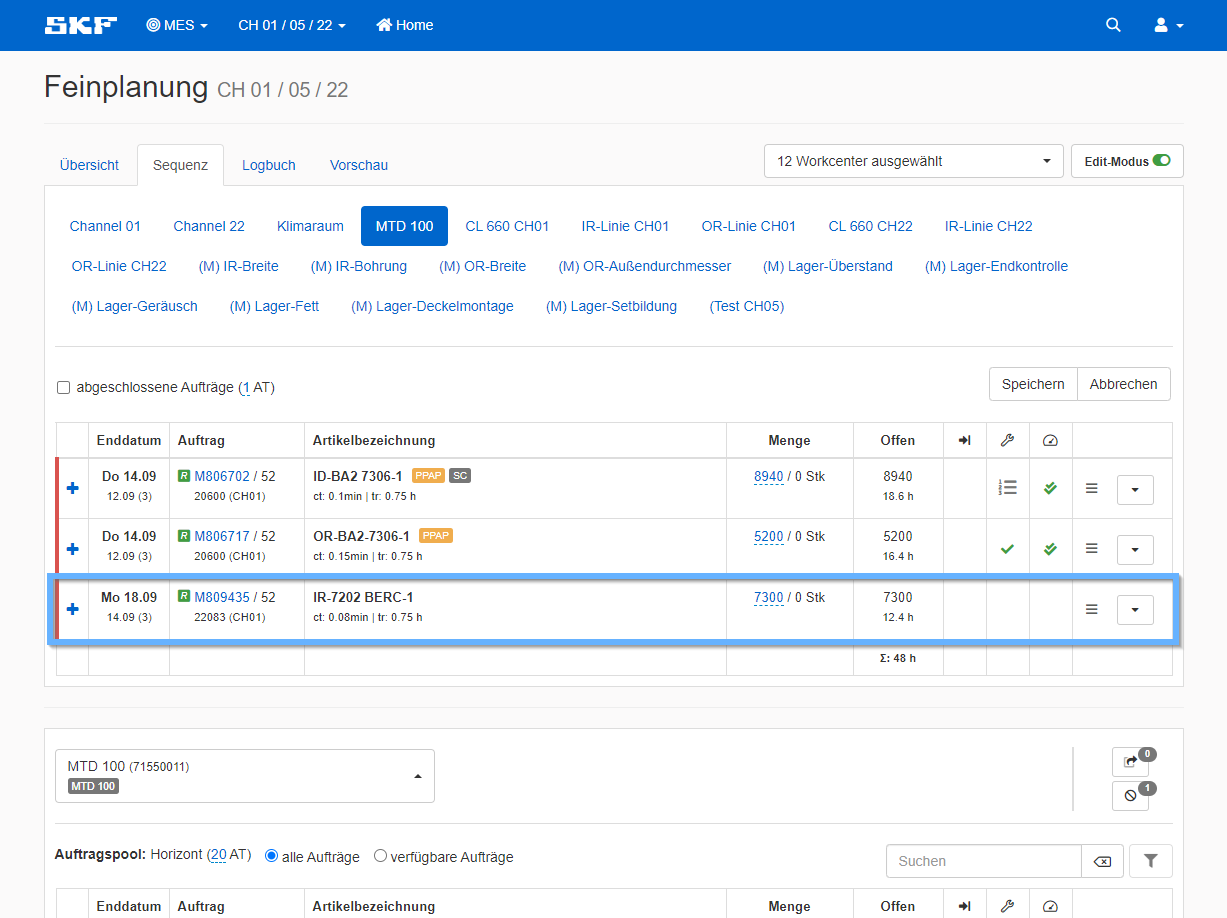 SKF MES CH 01 / 05 / 22 Home
Feinplanung CH 01 / 05 / 22
Übersicht Sequenz Logbuch Vorschau 12 Workcenter ausgewählt Edit-Modus
Channel 01 Channel 22 Klimaraum MTD 100 CL 660 CH01 IR-Linie CH01 OR-Linie CH01 CL 660 CH22 IR-Linie CH22
OR-Linie CH22 (M) IR-Breite (M) IR-Bohrung (M) OR-Breite (M) OR-Außendurchmesser (M) Lager-Überstand (M) Lager-Endkontrolle
(M) Lager-Geräusch (M) Lager-Fett (M) Lager-Deckelmontage (M) Lager-Setbildung (Test CH05)
abgeschlossene Aufträge (1 AT) Speichern Abbrechen
Enddatum Auftrag Artikelbezeichnung Menge Offen
Do 14.09 R M806702 / 52 ID-BA2 7306-1 PPAP SC 8940 / 0 Stk 8940
12.09 (3) 20600 (CH01) ct: 0.1min | tr: 0.75 h 18.6 h
Do 14.09 R M806717 / 52 OR-BA2-7306-1 PPAP 5200 / 0 Stk 5200
12.09 (3) 20600 (CH01) ct: 0.15min | tr: 0.75 h 16.4 h
Mo 18.09 R M809435 / 52 IR-7202 BERC-1 7300 / 0 Stk 7300
14.09 (3) 22083 (CH01) ct: 0.08min | tr: 0.75 h 12.4 h
Σ: 48 h
MTD 100 (71550011) 0
MTD 100 1
Auftragspool: Horizont (20 AT) alle Aufträge verfügbare Aufträge Suchen
Enddatum Auftrag Artikelbezeichnung Menge Offen